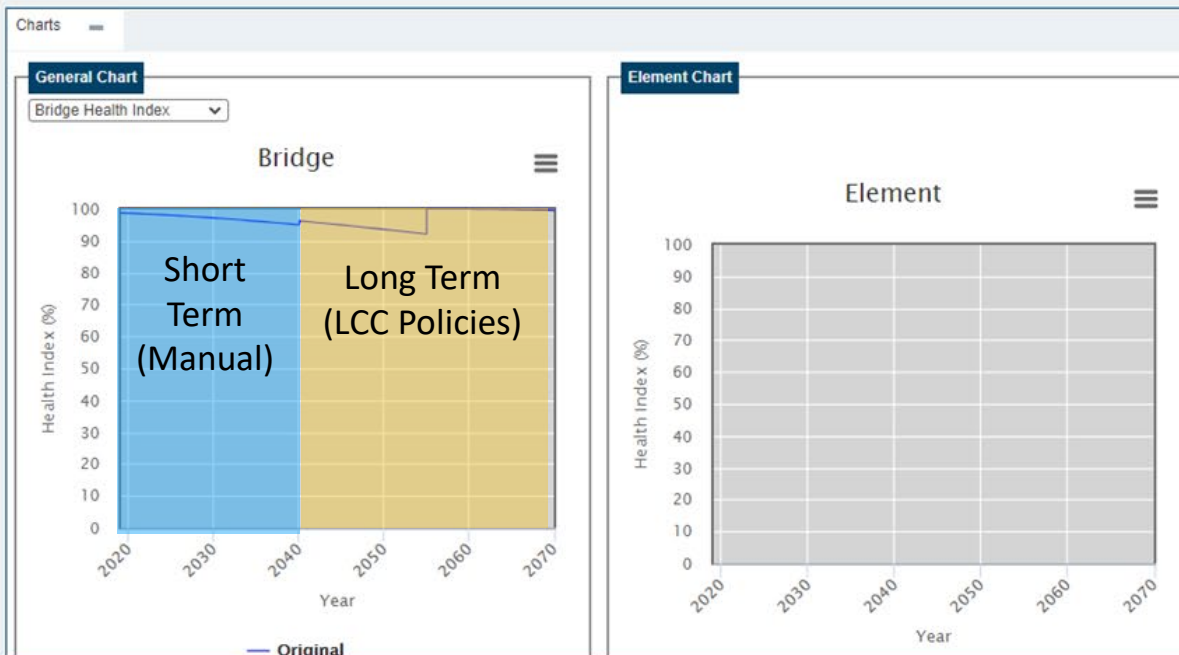 Charts
General Chart
Bridge Health Index
Bridge
100
90
80
70
60
50
40
30
20
10
0
Health Index (%)
Short
Term
(Manual)
Long Term
(LCC Policies)
2020
2030
2040
2050
2060
2070
Year
Original
Element Chart
Element
100
90
80
70
60
50
40
30
20
10
0
Health Index (%)
2020
2030
2040
2050
2060
2070
Year